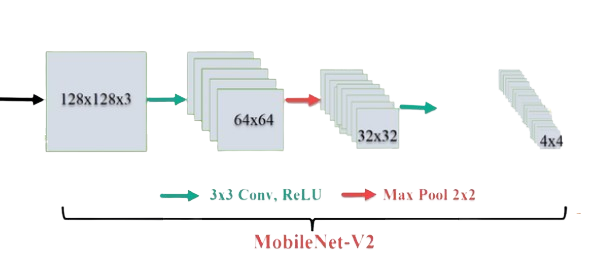 128x128x3
64x64
32x32
4x4
3x3 Conv, ReLU
Max Pool 2x2
MobileNet-V2